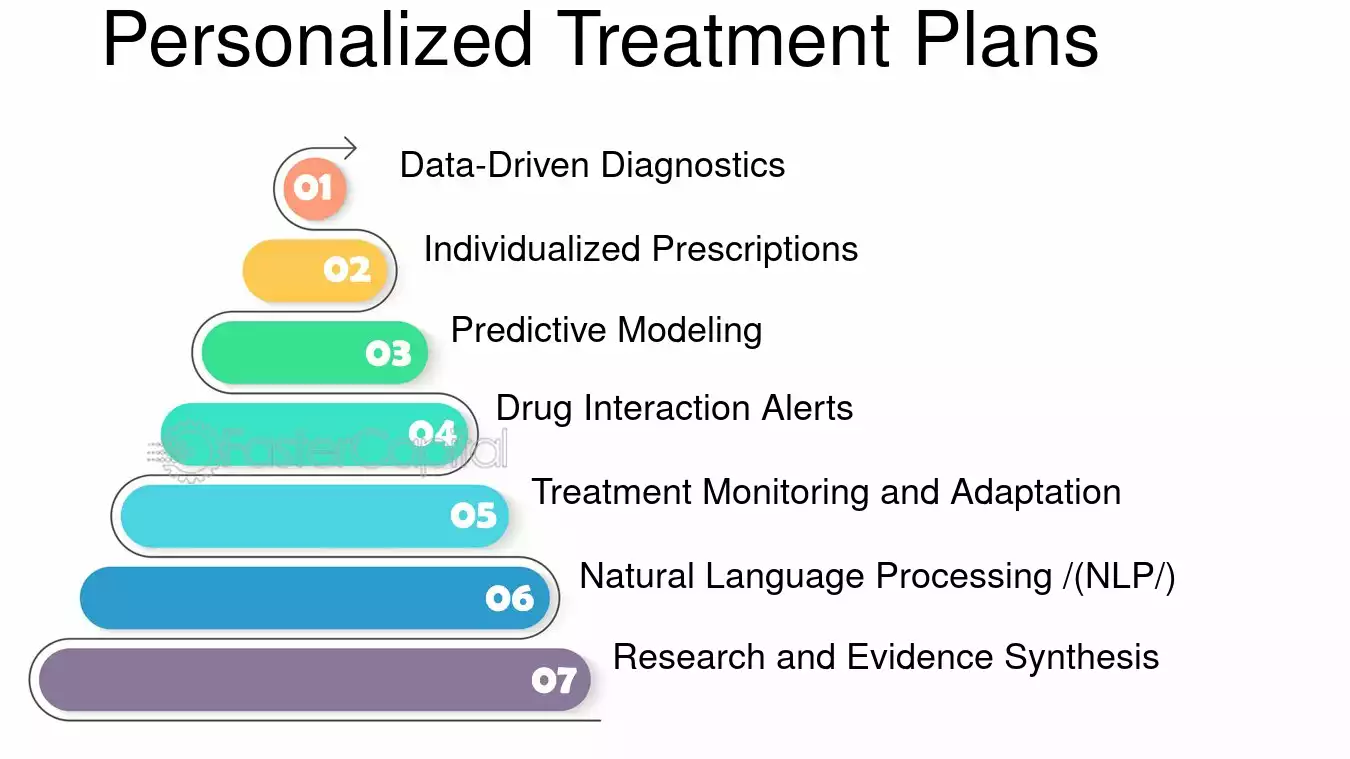 Personalized Treatment Plans
01
Data-Driven Diagnostics
02
Individualized Prescriptions
03
Predictive Modeling
04
Drug Interaction Alerts
FasterCapital
05
Treatment Monitoring and Adaptation
06
Natural Language Processing /(NLP/)
07
Research and Evidence Synthesis